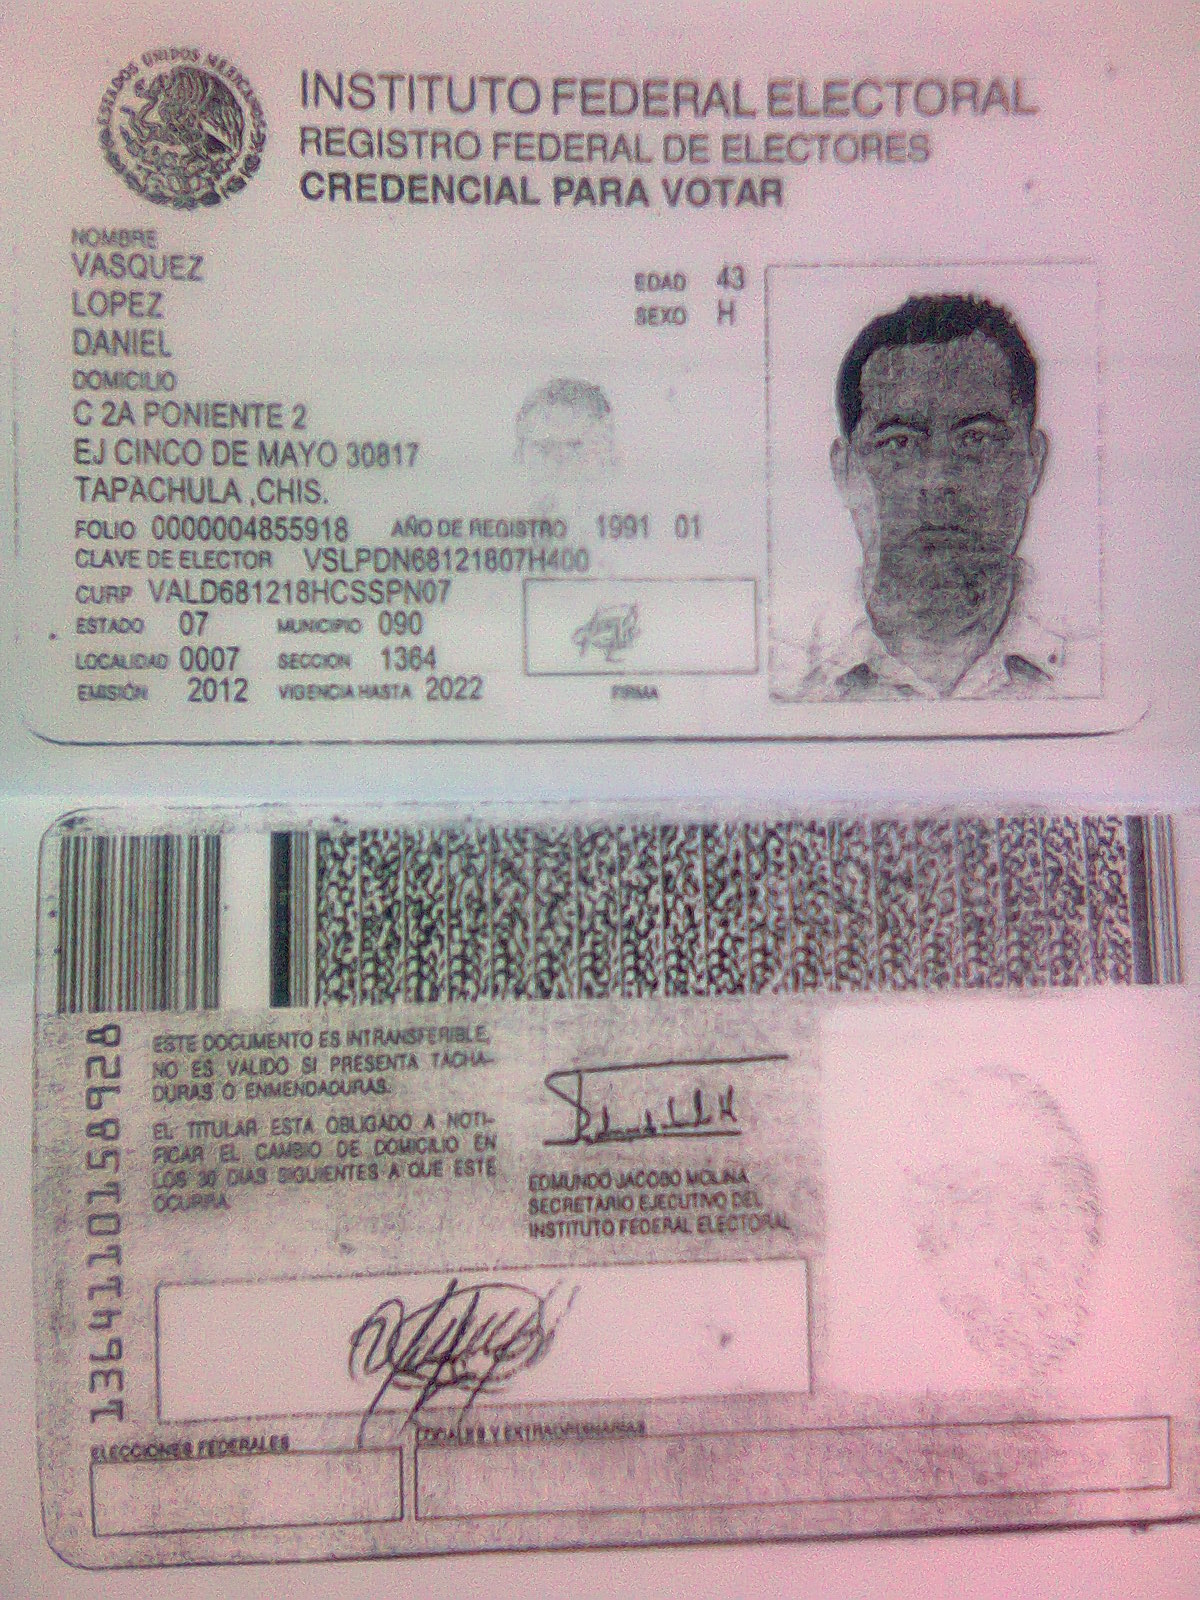 ESTADOS UNIDOS MEXICANOS
INSTITUTO FEDERAL ELECTORAL
REGISTRO FEDERAL DE ELECTORES
CREDENCIAL PARA VOTAR
NOMBRE
VASQUEZ
LOPEZ
DANIEL
EDAD 43
SEXO H
DOMICILIO
C 2A PONIENTE 2
EJ CINCO DE MAYO 30817
TAPACHULA ,CHIS.
FOLIO 0000004855918 AÑO DE REGISTRO 1991 01
CLAVE DE ELECTOR VSLPDN68121807H400
CURP VALD681218HCSSPN07
ESTADO 07 MUNICIPIO 090
LOCALIDAD 0007 SECCION 1364
EMISIÓN 2012 VIGENCIA HASTA 2022
FIRMA
1364110158928
ESTE DOCUMENTO ES INTRANSFERIBLE,
NO ES VALIDO SI PRESENTA TACHA-
DURAS O ENMENDADURAS.
EL TITULAR ESTA OBLIGADO A NOTI-
FICAR EL CAMBIO DE DOMICILIO EN
LOS 30 DIAS SIGUIENTES A QUE ESTE
OCURRA.
EDMUNDO JACOBO MOLINA
SECRETARIO EJECUTIVO DEL
INSTITUTO FEDERAL ELECTORAL
ELECCIONES FEDERALES
LOCALES Y EXTRAORDINARIAS